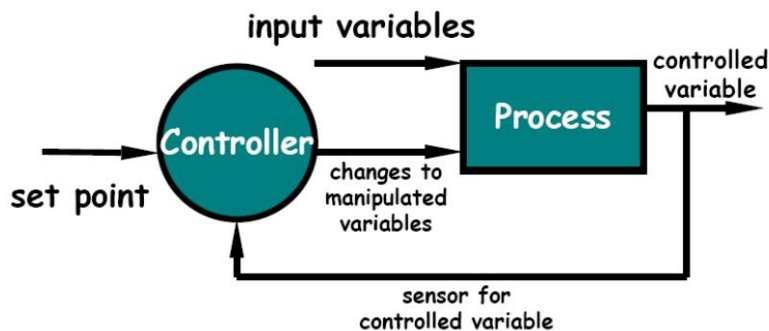 input variables
controlled
variable
Process
Controller
set point
changes to
manipulated
variables
sensor for
controlled variable